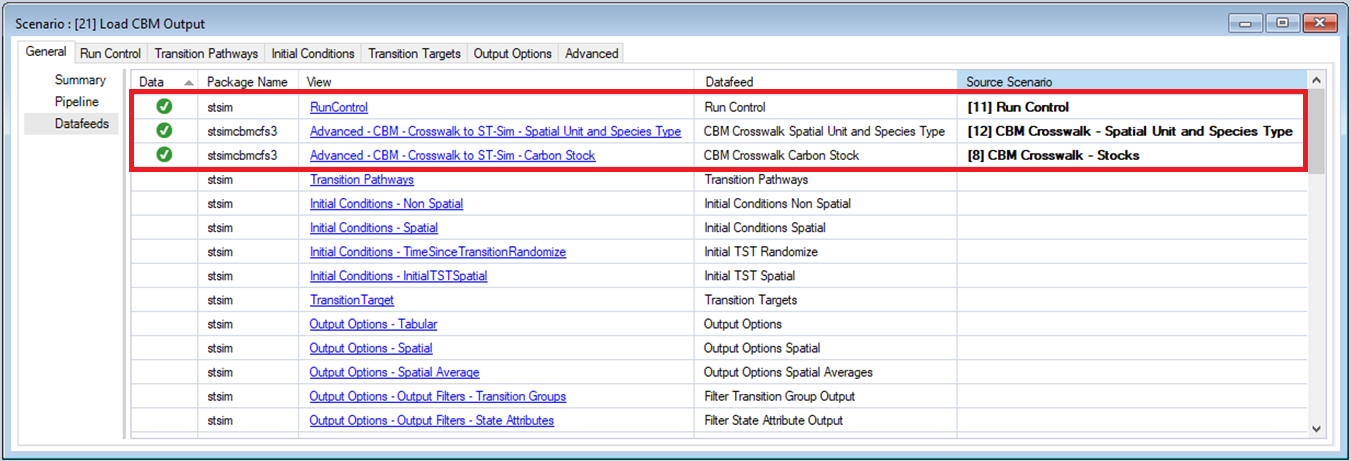 Scenario : [21] Load CBM Output
General Run Control Transition Pathways Initial Conditions Transition Targets Output Options Advanced
Summary
Pipeline
Datafeeds
Data Package Name View Datafeed Source Scenario
stsim RunControl Run Control [11] Run Control
stsimcbmcfs3 Advanced - CBM - Crosswalk to ST-Sim - Spatial Unit and Species Type CBM Crosswalk Spatial Unit and Species Type [12] CBM Crosswalk - Spatial Unit and Species Type
stsimcbmcfs3 Advanced - CBM - Crosswalk to ST-Sim - Carbon Stock CBM Crosswalk Carbon Stock [8] CBM Crosswalk - Stocks
stsim Transition Pathways Transition Pathways
stsim Initial Conditions - Non Spatial Initial Conditions Non Spatial
stsim Initial Conditions - Spatial Initial Conditions Spatial
stsim Initial Conditions - TimeSinceTransitionRandomize Initial TST Randomize
stsim Initial Conditions - InitialTSTSpatial Initial TST Spatial
stsim TransitionTarget Transition Targets
stsim Output Options - Tabular Output Options
stsim Output Options - Spatial Output Options Spatial
stsim Output Options - Spatial Average Output Options Spatial Averages
stsim Output Options - Output Filters - Transition Groups Filter Transition Group Output
stsim Output Options - Output Filters - State Attributes Filter State Attribute Output